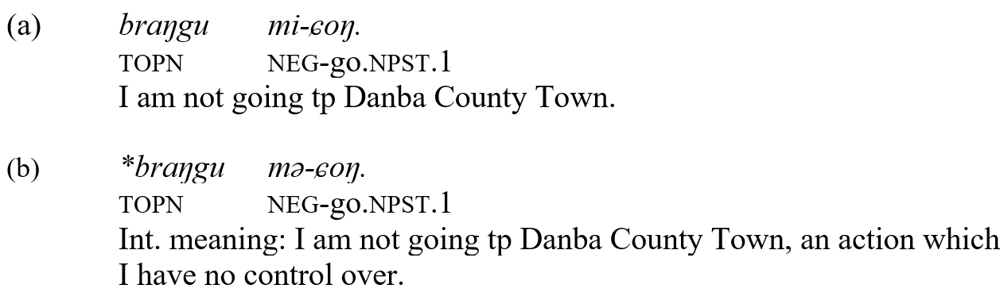 (a) braŋgu mi-ɕoŋ.
TOPN NEG-go.NPST.1
I am not going tp Danba County Town.
(b) *braŋgu mə-ɕoŋ.
TOPN NEG-go.NPST.1
Int. meaning: I am not going tp Danba County Town, an action which
I have no control over.